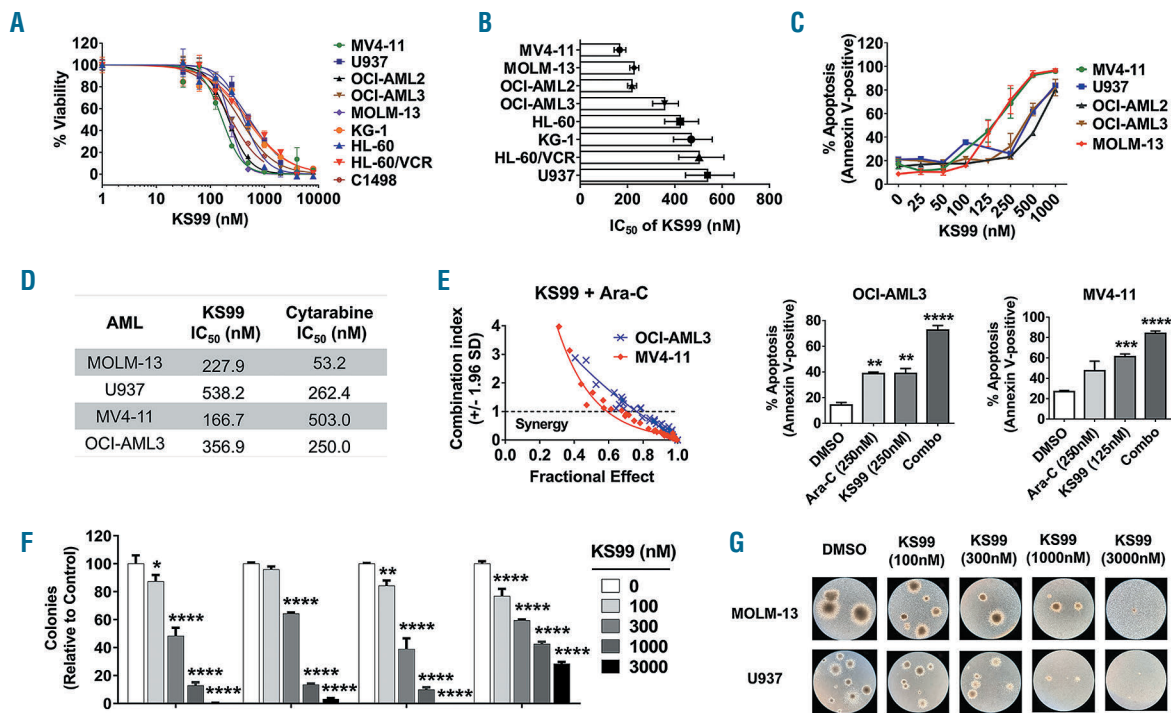 A
% Viability
120
100
80
60
40
20
0
1
10
100
1000
10000
KS99 (nM)
MV4-11
U937
OCI-AML2
OCI-AML3
MOLM-13
KG-1
HL-60
HL-60/VCR
C1498
B
MV4-11
MOLM-13
OCI-AML2
OCI-AML3
HL-60
KG-1
HL-60/VCR
U937
0 200 400 600 800
IC50 of KS99 (nM)
C
% Apoptosis
(Annexin V-positive)
120
100
80
60
40
20
0
0 25 50 100 125 250 500 1000
KS99 (nM)
MV4-11
U937
OCI-AML2
OCI-AML3
MOLM-13
D
AML KS99 IC50 (nM) Cytarabine IC50 (nM)
MOLM-13 227.9 53.2
U937 538.2 262.4
MV4-11 166.7 503.0
OCI-AML3 356.9 250.0
E
KS99 + Ara-C
Combination index
(+/- 1.96 SD)
4
3
2
1
0
Synergy
0.0 0.2 0.4 0.6 0.8 1.0
Fractional Effect
OCI-AML3
MV4-11
OCI-AML3
% Apoptosis
(Annexin V-positive)
80
60
40
20
0
** ** ****
DMSO
Ara-C (250nM)
KS99 (250nM)
Combo
MV4-11
% Apoptosis
(Annexin V-positive)
100
80
60
40
20
0
*** ****
DMSO
Ara-C (250nM)
KS99 (125nM)
Combo
F
Colonies
(Relative to Control)
120
100
80
60
40
20
0
* **** **** ****
**** **** ****
** **** **** ****
**** **** **** ****
KS99 (nM)
0
100
300
1000
3000
G
DMSO
KS99
(100nM)
KS99
(300nM)
KS99
(1000nM)
KS99
(3000nM)
MOLM-13
U937